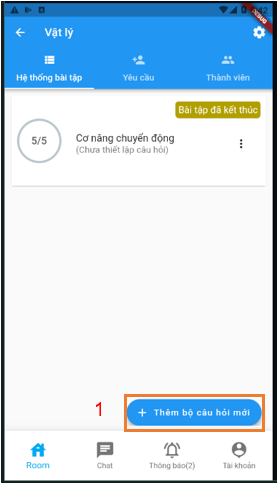 :42
DEBUG
Vật lý
Hệ thống bài tập
Yêu cầu
Thành viên
Bài tập đã kết thúc
5/5
Cơ năng chuyển động
(Chưa thiết lập câu hỏi)
1
+ Thêm bộ câu hỏi mới
Room
Chat
Thông báo(2)
Tài khoản